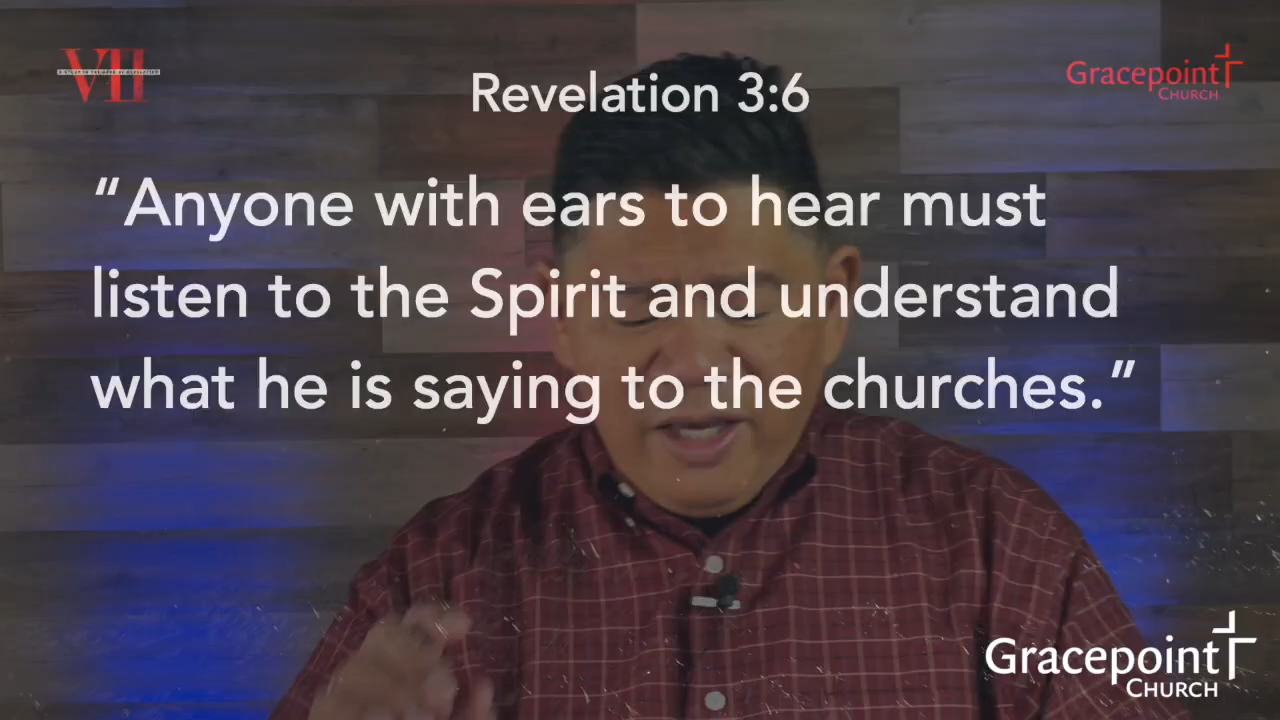 VII
Revelation 3:6
Gracepoint
CHURCH
“Anyone with ears to hear must
listen to the Spirit and understand
what he is saying to the churches.”
Gracepoint
CHURCH